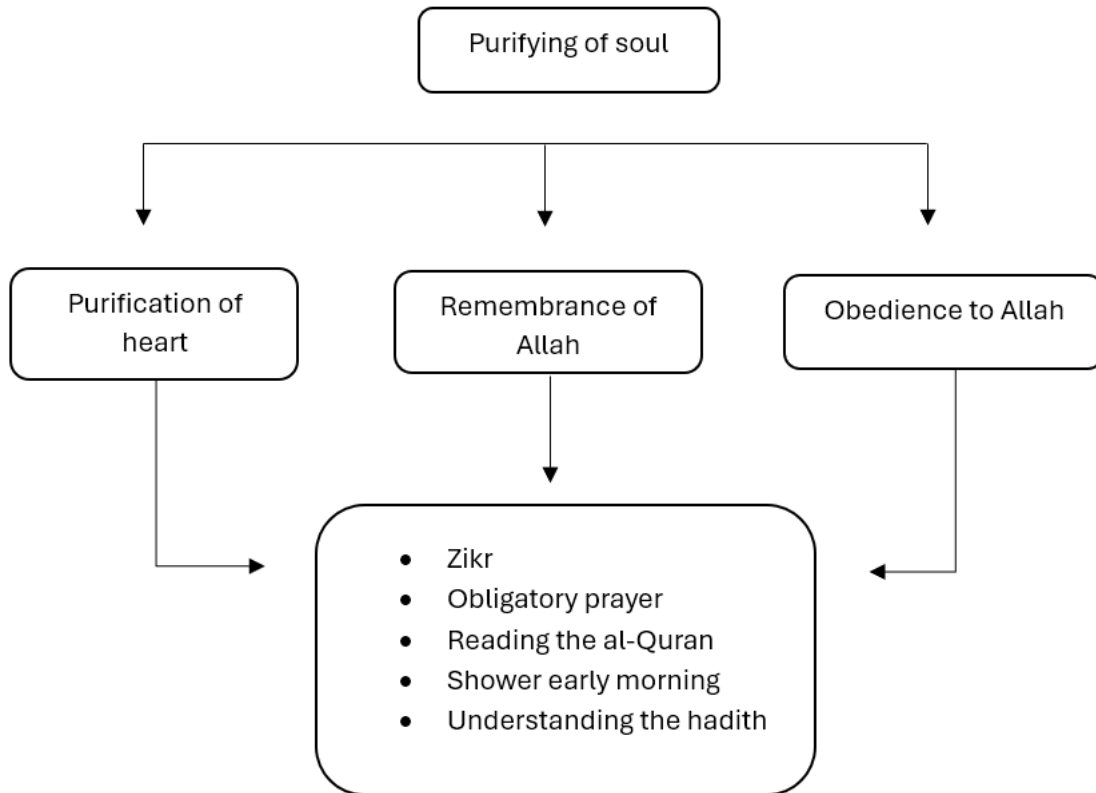 Purifying of soul
Purification of
heart
Remembrance of
Allah
Obedience to Allah
• Zikr
• Obligatory prayer
• Reading the al-Quran
• Shower early morning
• Understanding the hadith